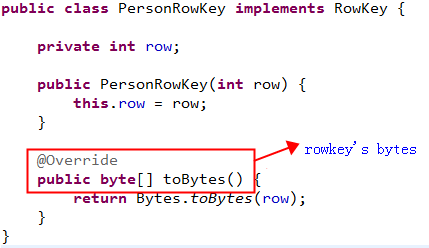 public class PersonRowKey implements RowKey {
private int row;
public PersonRowKey(int row) {
this.row = row;
}
@Override
rowkey's bytes
public byte[] toBytes() {
return Bytes.toBytes(row);
}
}